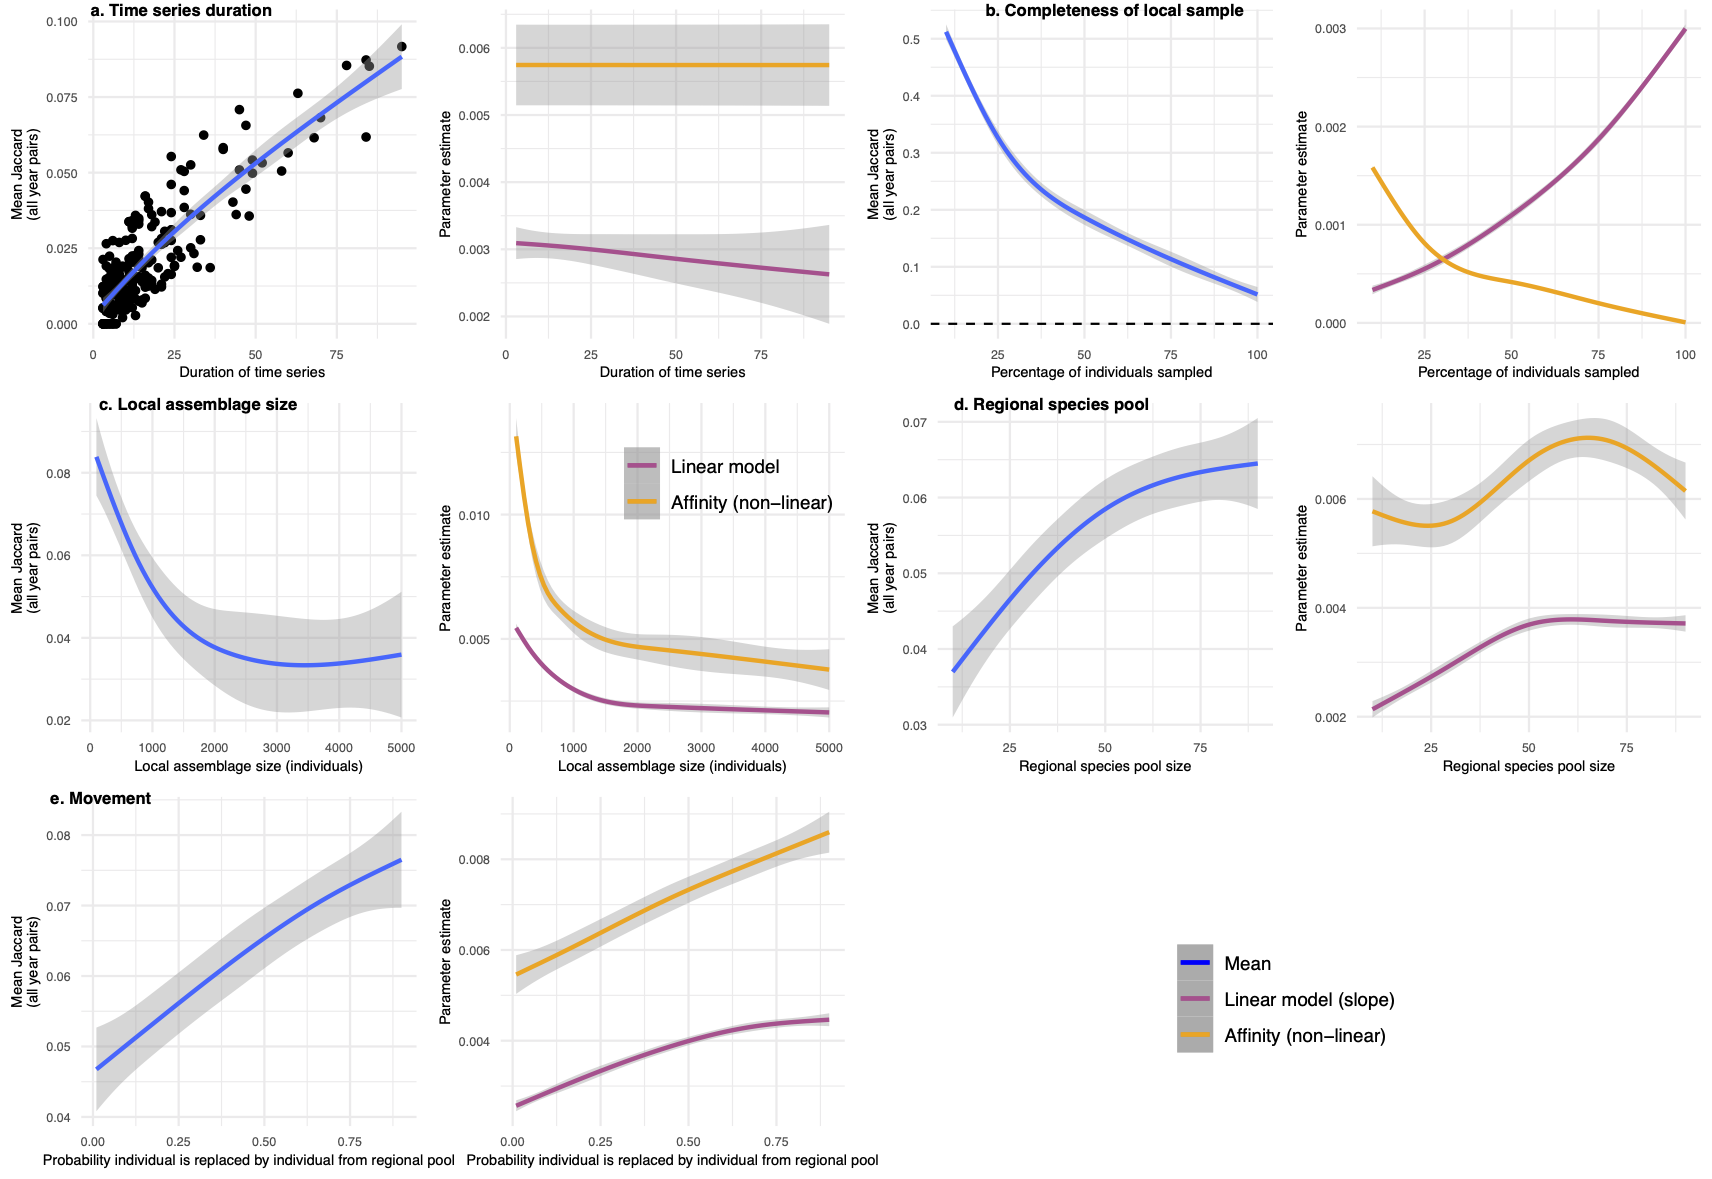 a. Time series duration
0.100
0.075
0.050
0.025
0.000
Mean Jaccard
(all year pairs)
0
25
50
75
Duration of time series
0.006
0.005
0.004
0.003
0.002
Parameter estimate
0
25
50
75
Duration of time series
b. Completeness of local sample
0.5
0.4
0.3
0.2
0.1
0.0
Mean Jaccard
(all year pairs)
25
50
75
100
Percentage of individuals sampled
0.003
0.002
0.001
0.000
Parameter estimate
25
50
75
100
Percentage of individuals sampled
c. Local assemblage size
0.08
0.06
0.04
0.02
Mean Jaccard
(all year pairs)
0
1000
2000
3000
4000
5000
Local assemblage size (individuals)
0.010
0.005
Parameter estimate
Linear model
Affinity (non−linear)
0
1000
2000
3000
4000
5000
Local assemblage size (individuals)
d. Regional species pool
0.07
0.06
0.05
0.04
0.03
Mean Jaccard
(all year pairs)
25
50
75
Regional species pool size
0.006
0.004
0.002
Parameter estimate
25
50
75
Regional species pool size
e. Movement
0.08
0.07
0.06
0.05
0.04
Mean Jaccard
(all year pairs)
0.00
0.25
0.50
0.75
Probability individual is replaced by individual from regional pool
0.008
0.006
0.004
Parameter estimate
0.00
0.25
0.50
0.75
Probability individual is replaced by individual from regional pool
Mean
Linear model (slope)
Affinity (non−linear)